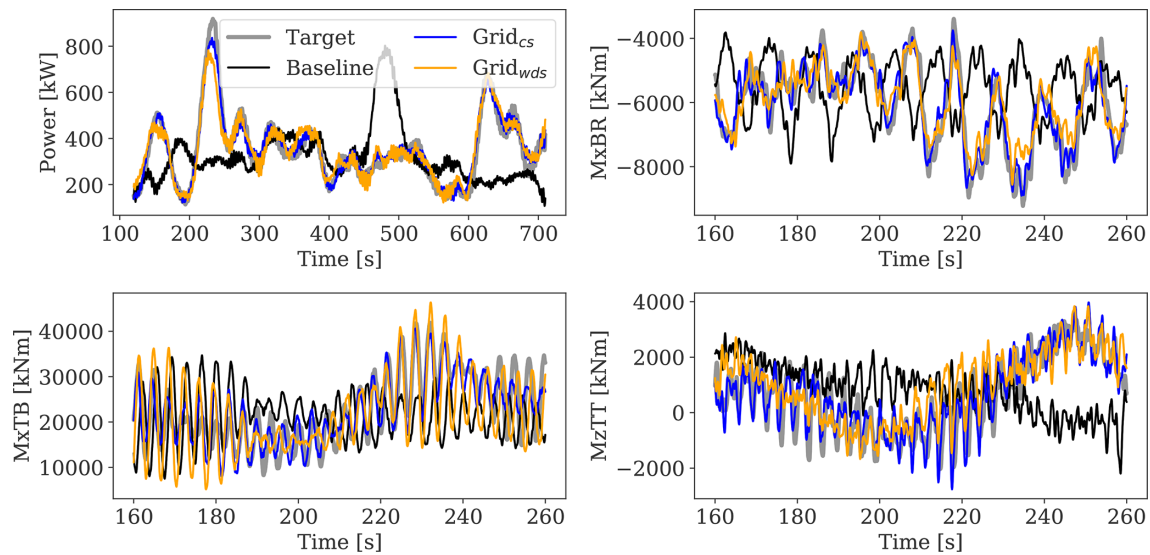 Power [kW]
800
600
400
200
100 200 300 400 500 600 700
Time [s]
Target
Baseline
Grid_cs
Grid_wds
MxBR [kNm]
−4000
−6000
−8000
160 180 200 220 240 260
Time [s]
MxTB [kNm]
40000
30000
20000
10000
160 180 200 220 240 260
Time [s]
MzTT [kNm]
4000
2000
0
−2000
160 180 200 220 240 260
Time [s]